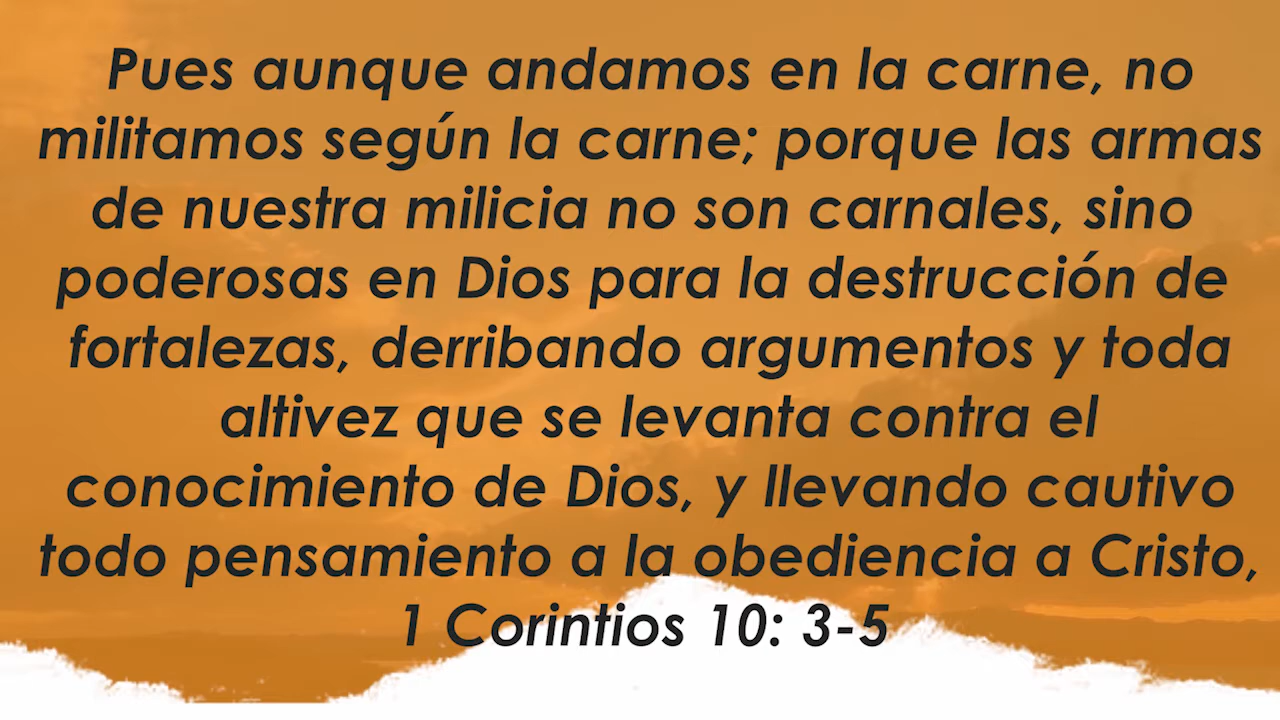 Pues aunque andamos en la carne, no
militamos según la carne; porque las armas
de nuestra milicia no son carnales, sino
poderosas en Dios para la destrucción de
fortalezas, derribando argumentos y toda
altivez que se levanta contra el
conocimiento de Dios, y llevando cautivo
todo pensamiento a la obediencia a Cristo,
1 Corintios 10: 3-5